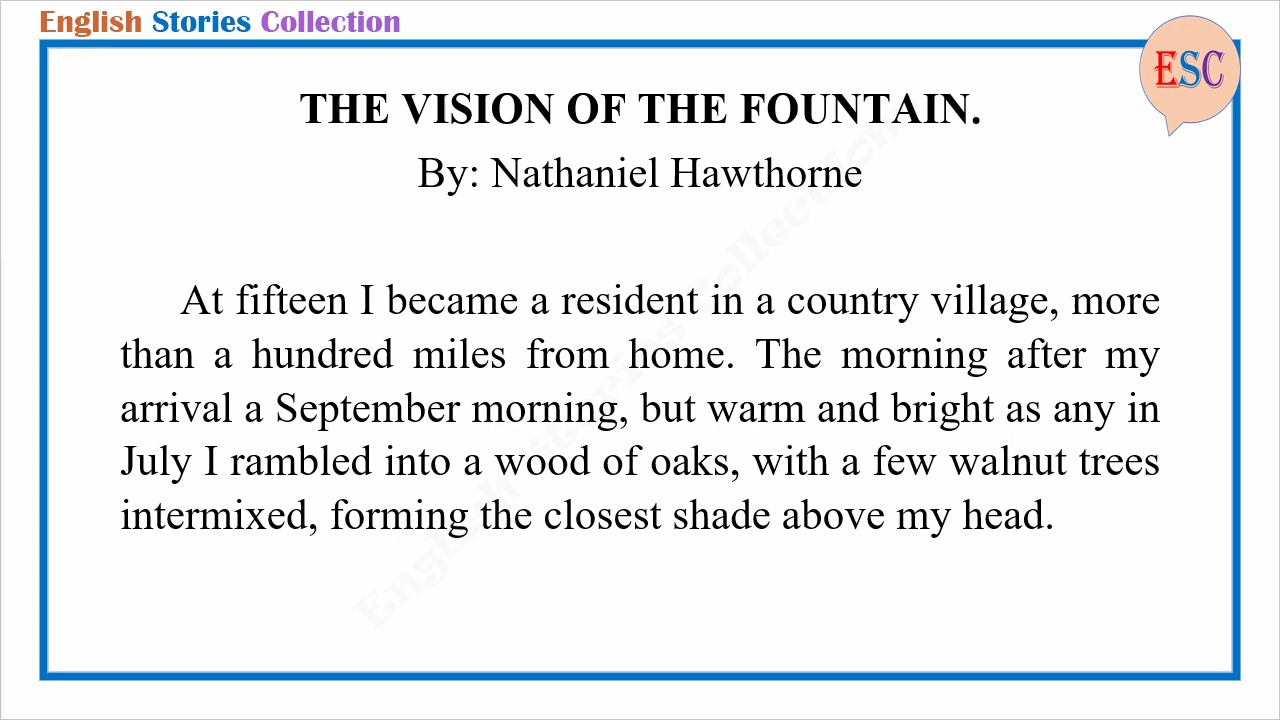 English Stories Collection
ESC
THE VISION OF THE FOUNTAIN.
By: Nathaniel Hawthorne
At fifteen I became a resident in a country village, more
than a hundred miles from home. The morning after my
arrival a September morning, but warm and bright as any in
July I rambled into a wood of oaks, with a few walnut trees
intermixed, forming the closest shade above my head.
English Stories Collection